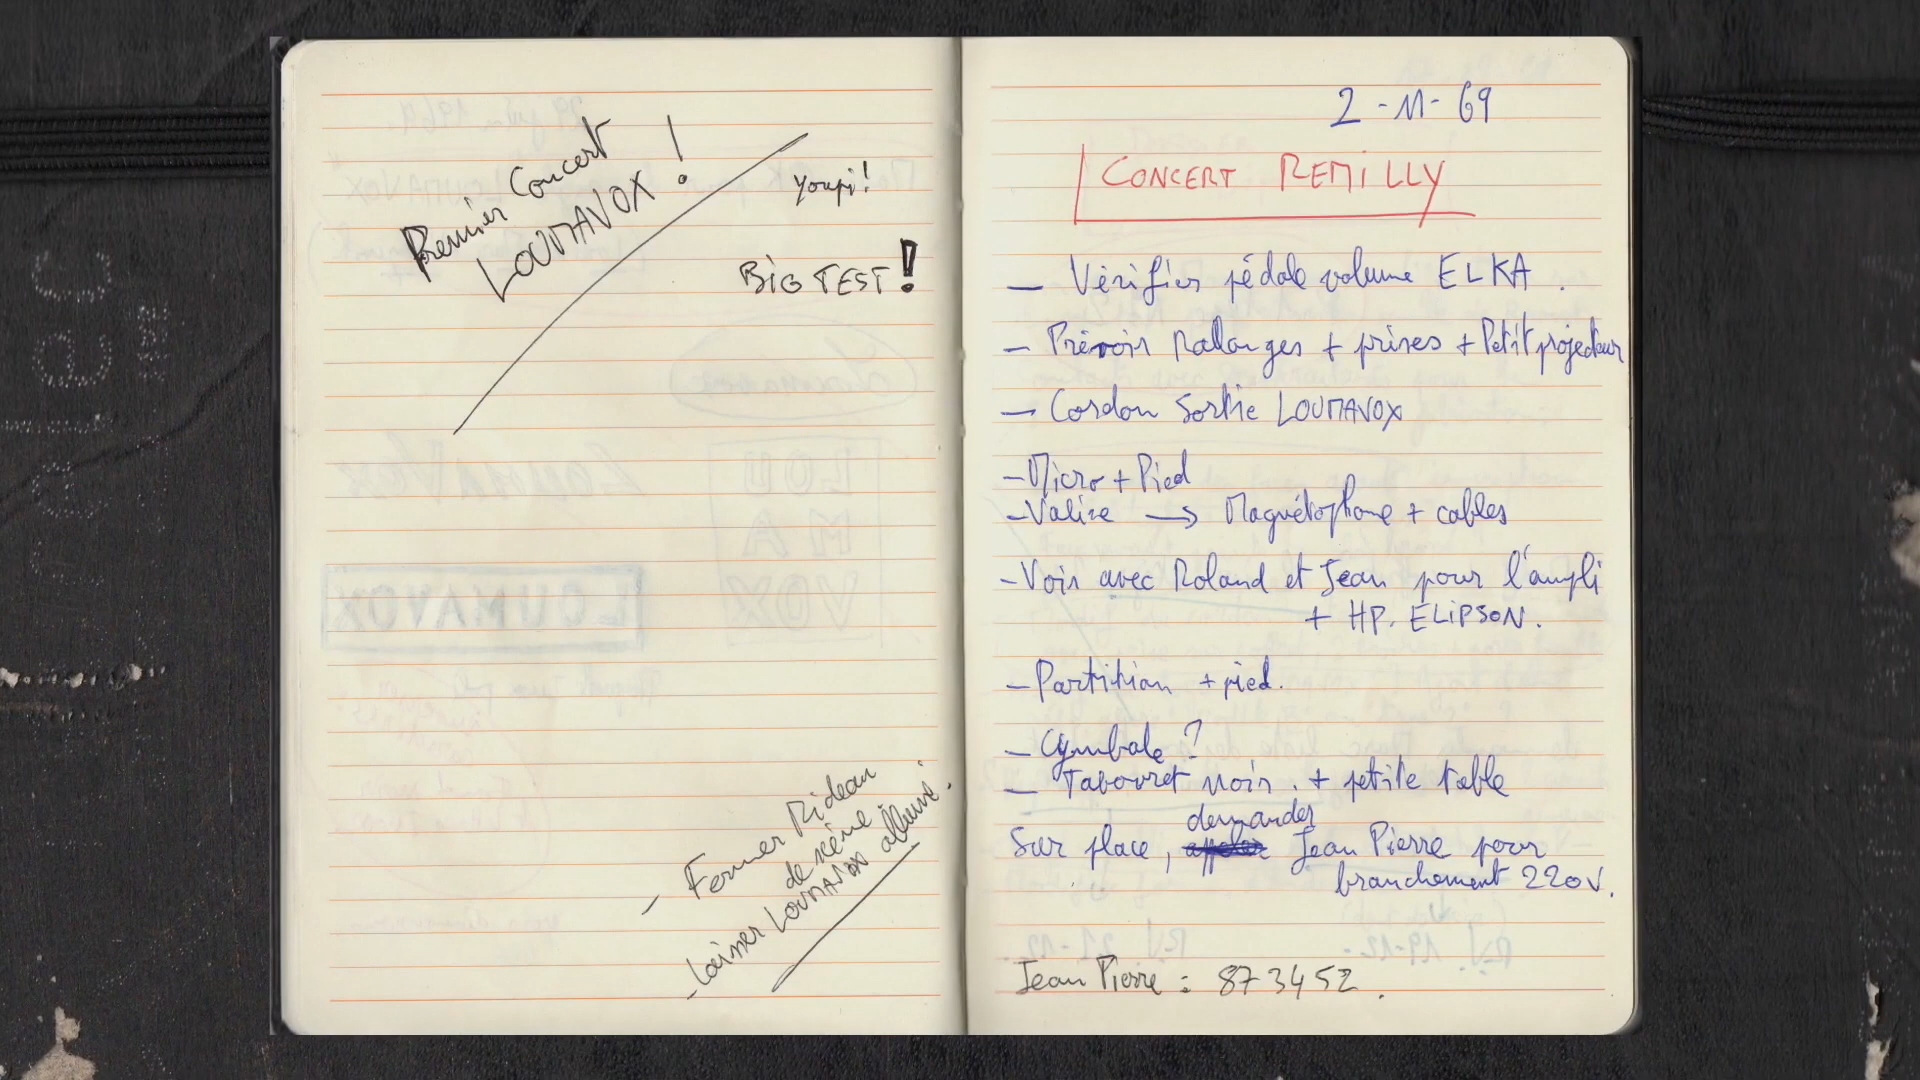 Premier Concert
LOUMAVOX !
Youpi!
BiG TEST!
- Fermer Rideau
de scène
- Laisser LOUMAVOX allumé.
2-11-69
CONCERT REMiLLY
- Vérifier pédale volume ELKA.
- Prévoir Rallonges + prises + Petit projecteur
- Cordon Sortie LOUMAVOX
- Micro + Pied
- Valise → Magnétophone + cables
- Voir avec Roland et Jean pour l'ampli
+ HP. ELiPSON.
- Partition + pied.
- Cymbale ?
- Tabouret noir. + petite table
demander
Sur place, appeler Jean Pierre pour
branchement 220V.
Jean Pierre : 873452.